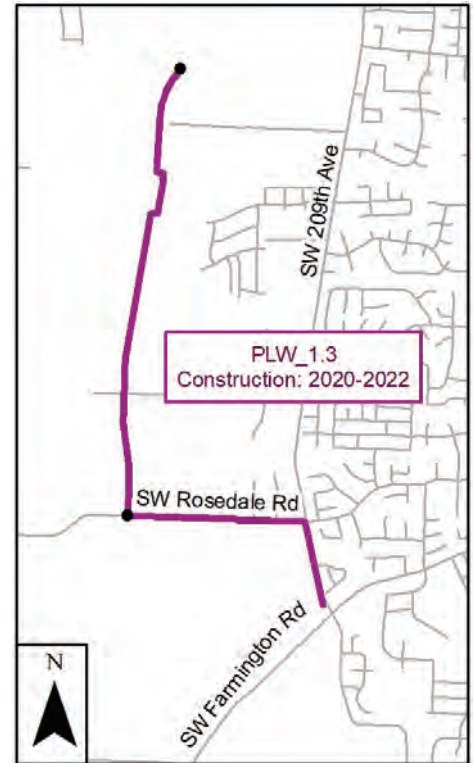 SW 209th Ave
PLW_1.3
Construction: 2020-2022
SW Rosedale Rd
SW Farmington Rd
N